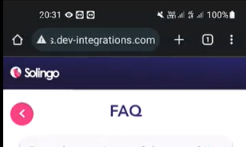 20:31 100%
s.dev-integrations.com 1
Solingo
FAQ